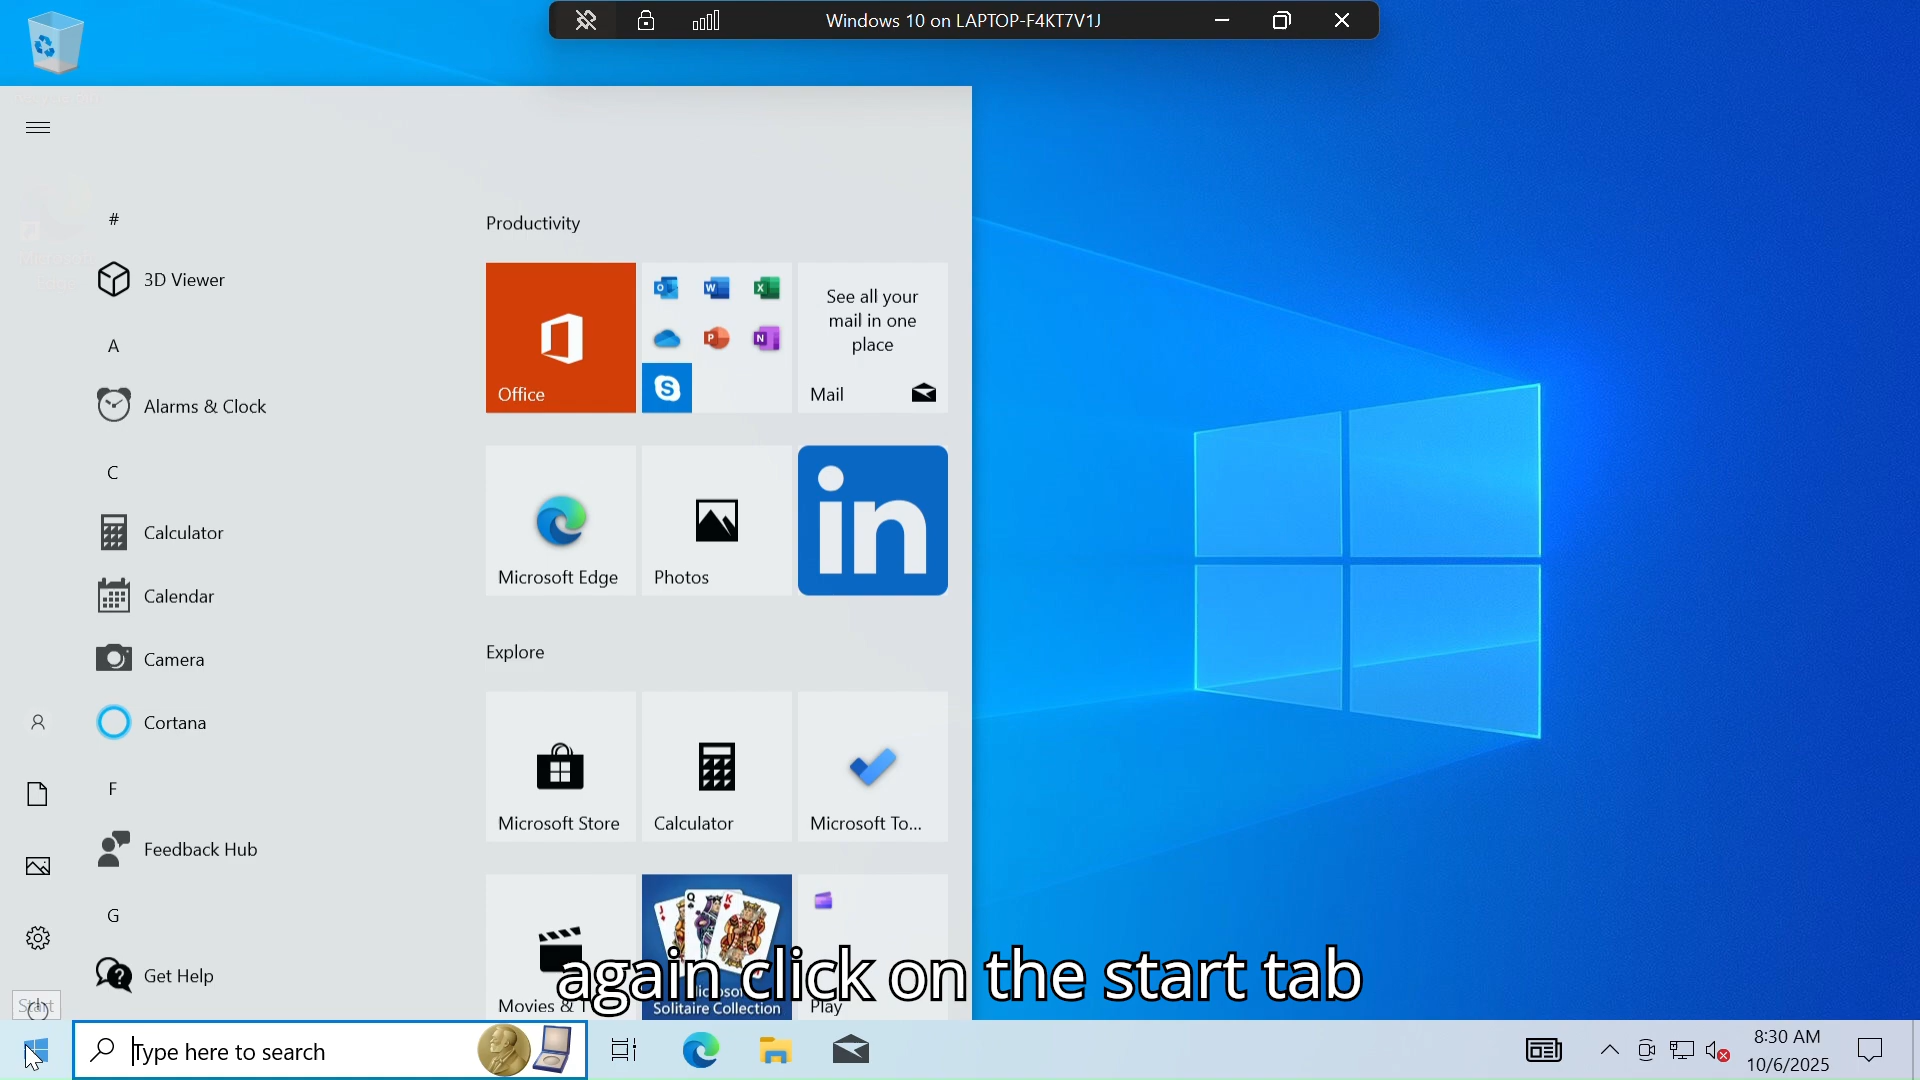 Windows 10 on LAPTOP-F4KT7V1J
#
3D Viewer
A
Alarms & Clock
C
Calculator
Calendar
Camera
Cortana
F
Feedback Hub
G
Get Help
Start
Productivity
Office
See all your
mail in one
place
Mail
Microsoft Edge
Photos
in
Explore
Microsoft Store
Calculator
Microsoft To...
Movies & T
Solitaire Collection
Play
again click on the start tab
Type here to search
8:30 AM
10/6/2025